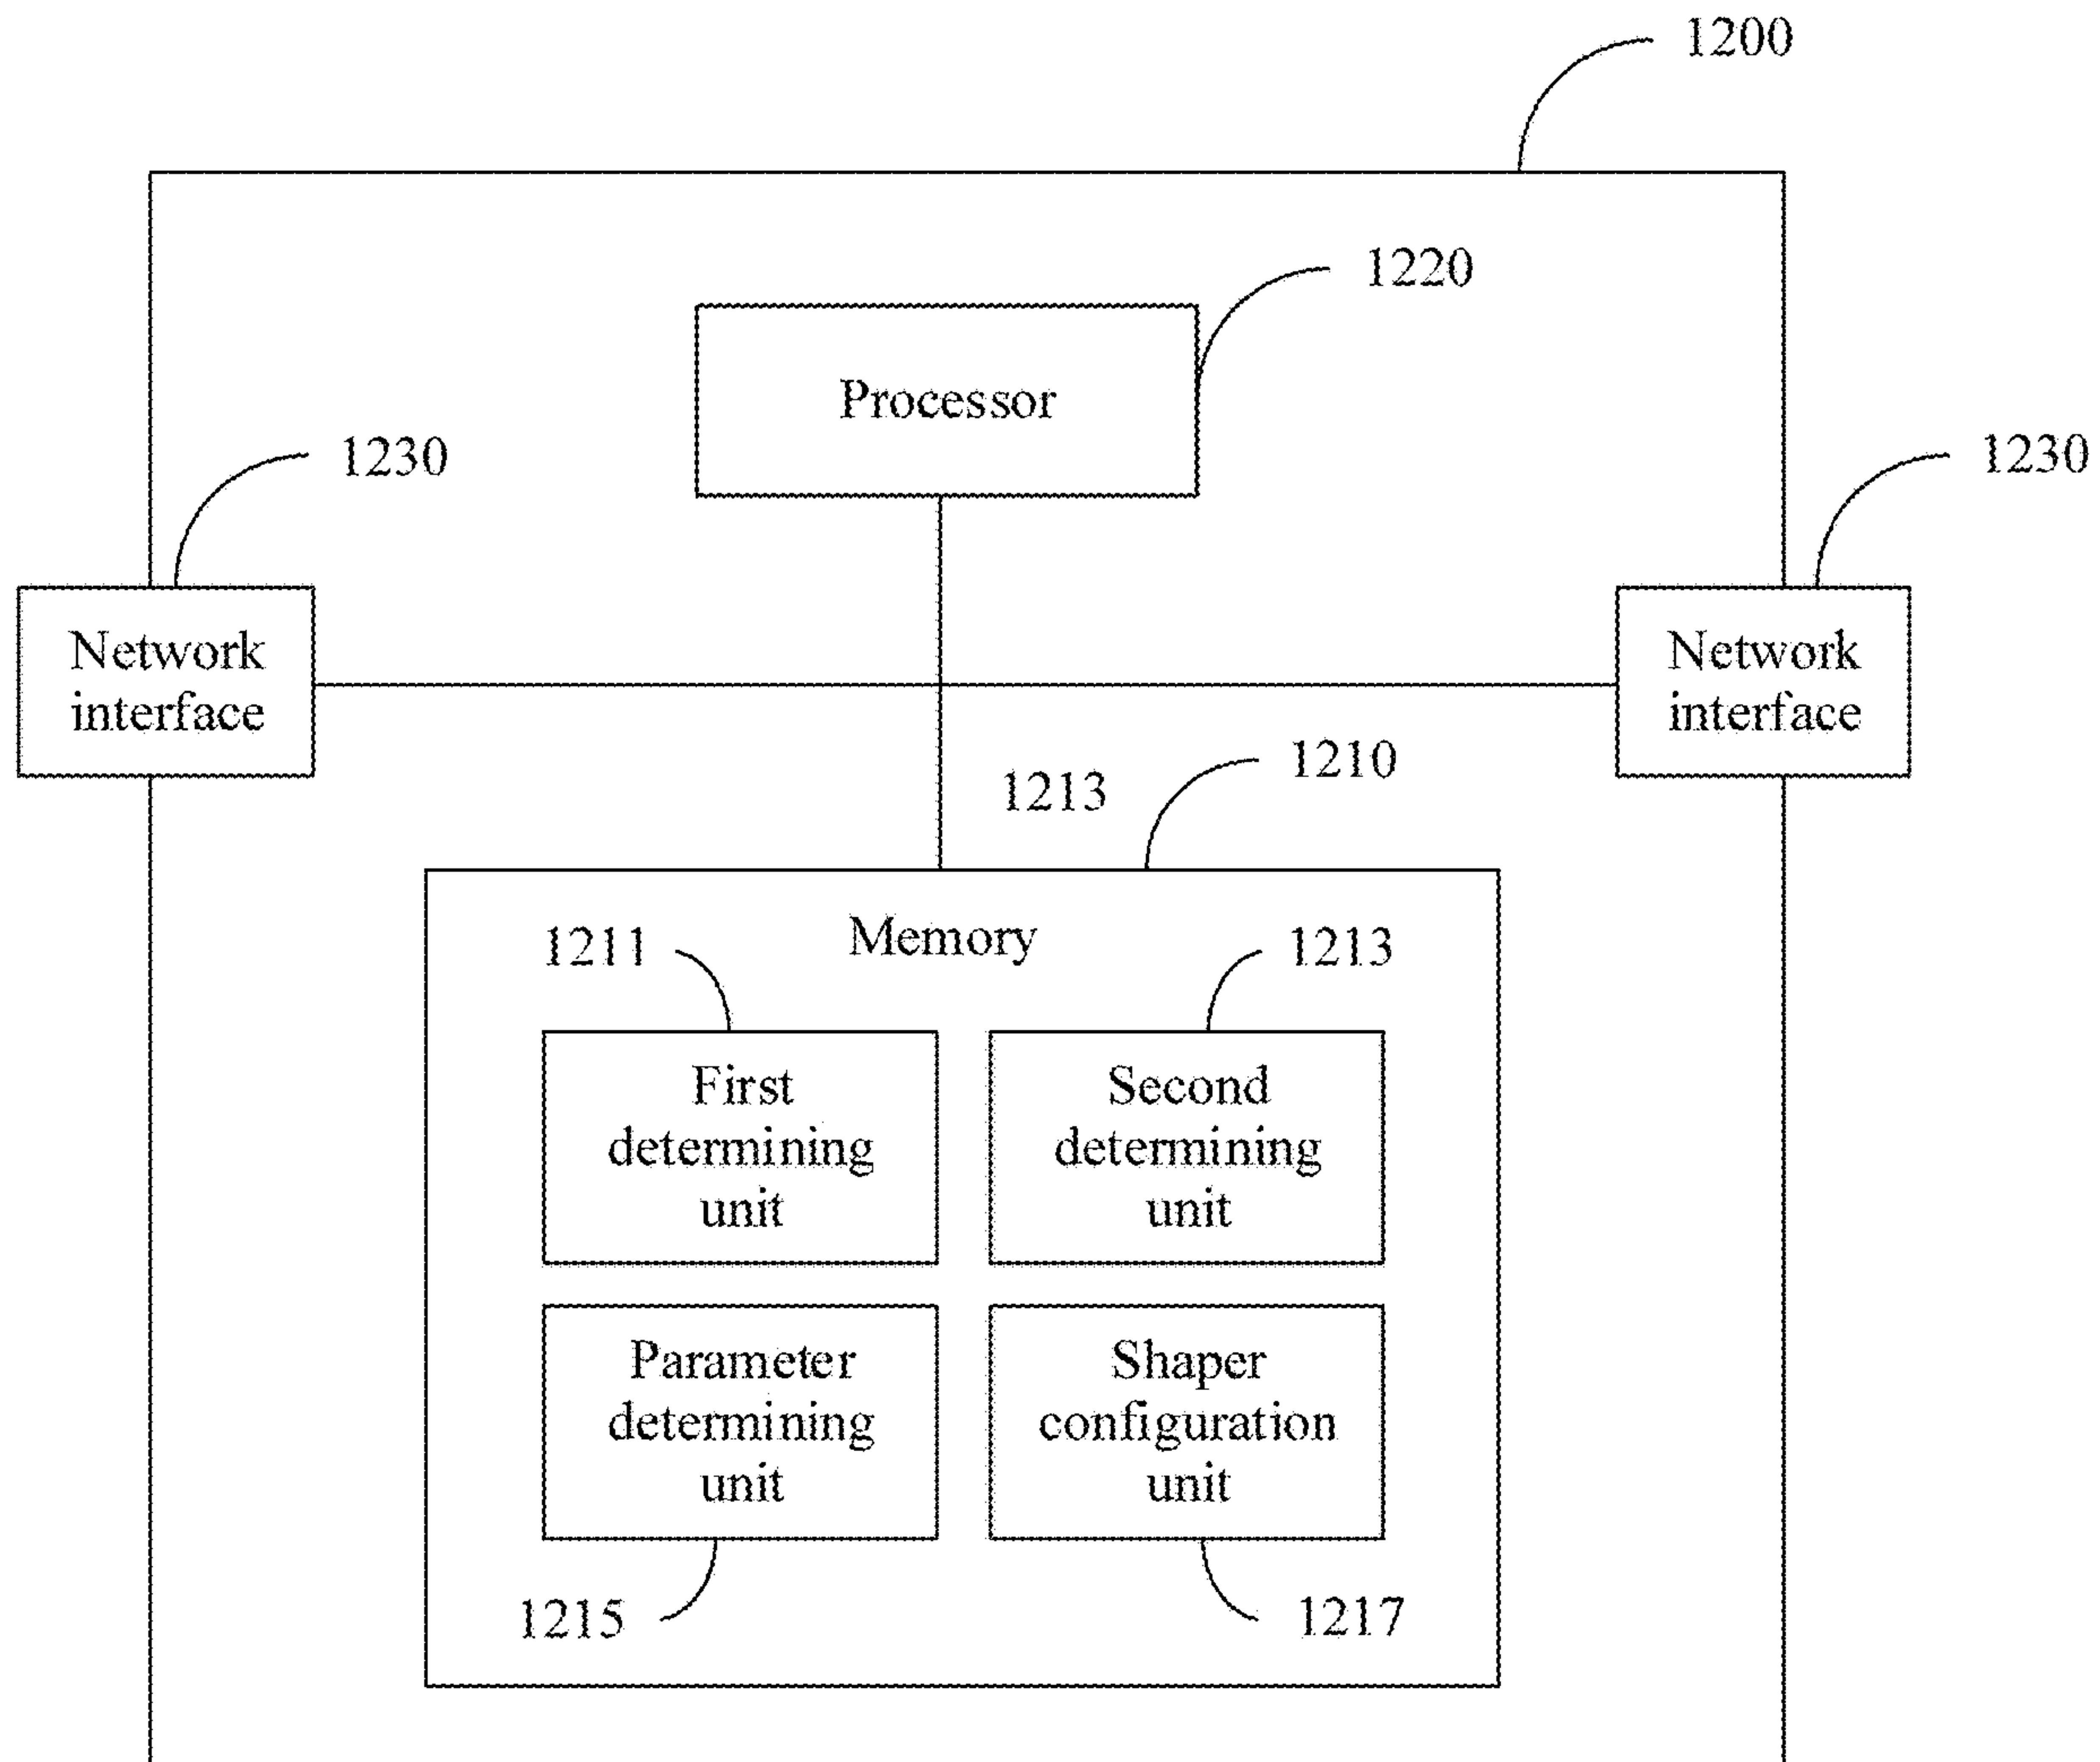 1200
1220
Processor
1230
1230
Network
interface
Network
interface
1210
1213
Memory
1211
1213
First
determining
unit
Second
determining
unit
Parameter
determining
unit
Shaper
configuration
unit
1215
1217